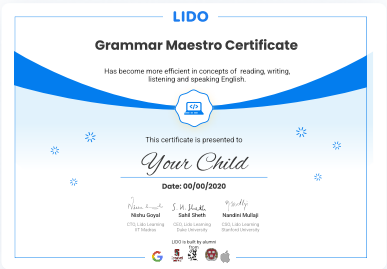 LIDO
Grammar Maestro Certificate
Has become more efficient in concepts of reading, writing,
listening and speaking English.
This certificate is presented to
Your Child
Date: 00/00/2020
Nishu Goyal Sahil Sheth Nandini Mullaji
CTO, Lido Learning CEO, Lido Learning CEO, Lido Learning
IIT Madras Duke University Stanford University
LIDO is built by alumni
from